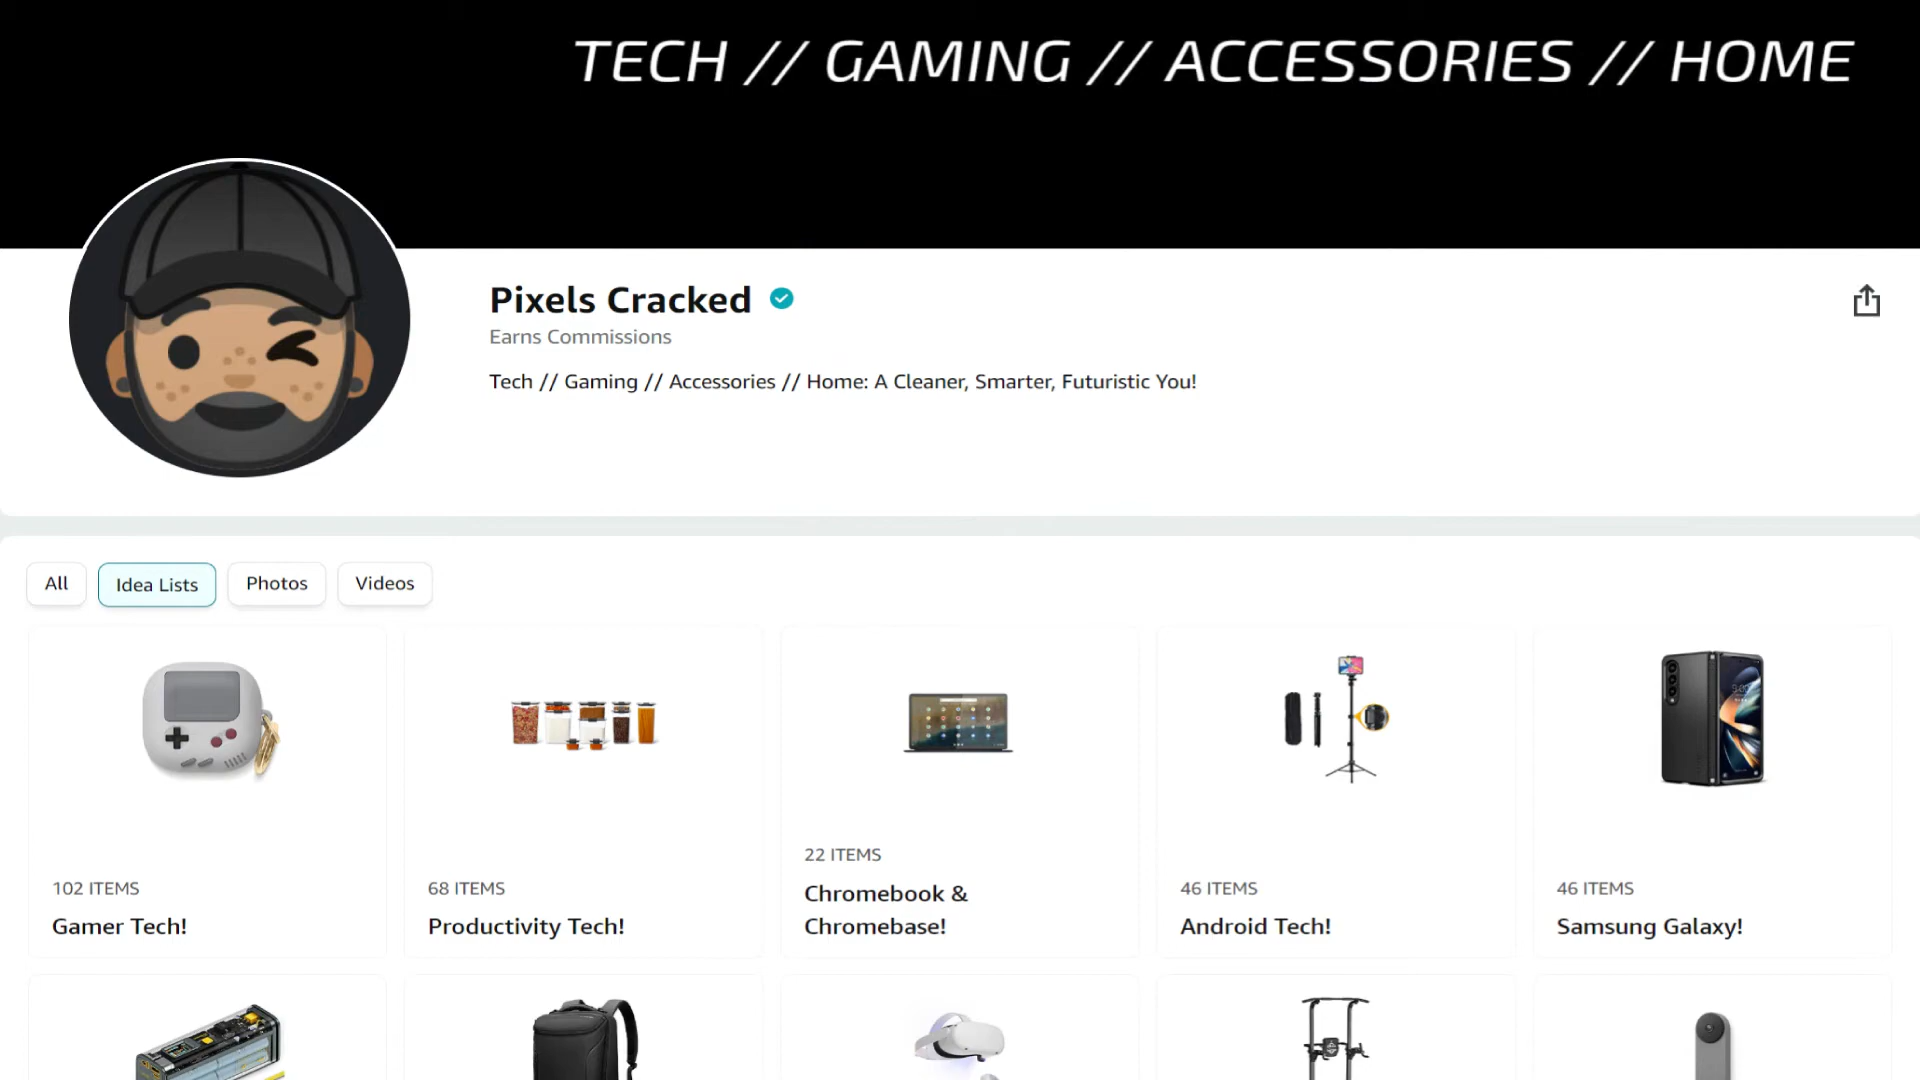 TECH // GAMING // ACCESSORIES // HOME
Pixels Cracked
Earns Commissions
Tech // Gaming // Accessories // Home: A Cleaner, Smarter, Futuristic You!
All
Idea Lists
Photos
Videos
102 ITEMS
Gamer Tech!
68 ITEMS
Productivity Tech!
22 ITEMS
Chromebook &
Chromebase!
46 ITEMS
Android Tech!
46 ITEMS
Samsung Galaxy!